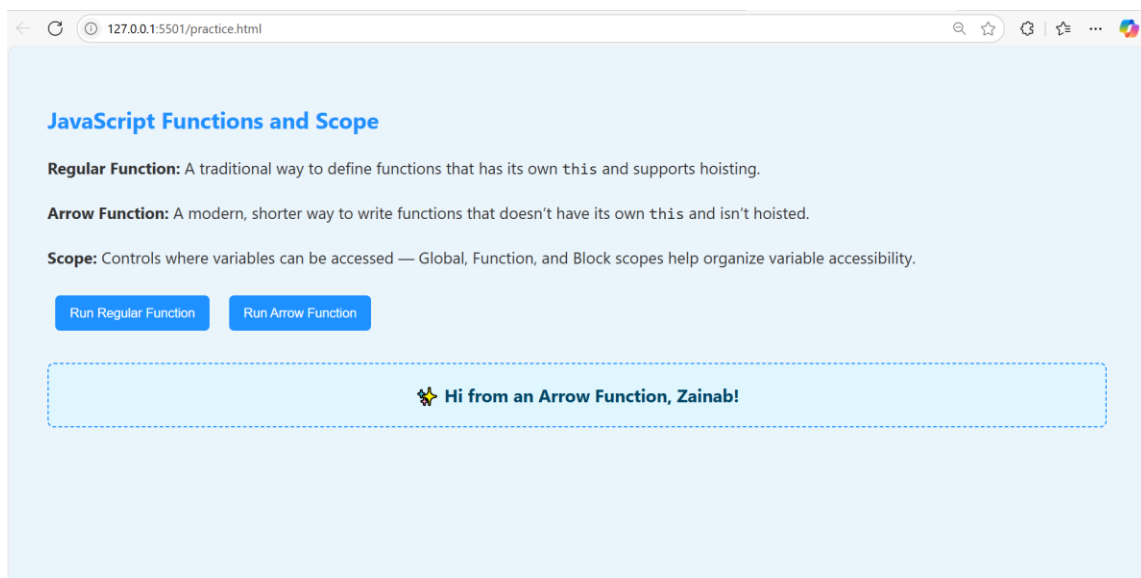 127.0.0.1:5501/practice.html
JavaScript Functions and Scope
Regular Function: A traditional way to define functions that has its own this and supports hoisting.
Arrow Function: A modern, shorter way to write functions that doesn’t have its own this and isn’t hoisted.
Scope: Controls where variables can be accessed — Global, Function, and Block scopes help organize variable accessibility.
Run Regular Function Run Arrow Function
✨ Hi from an Arrow Function, Zainab!